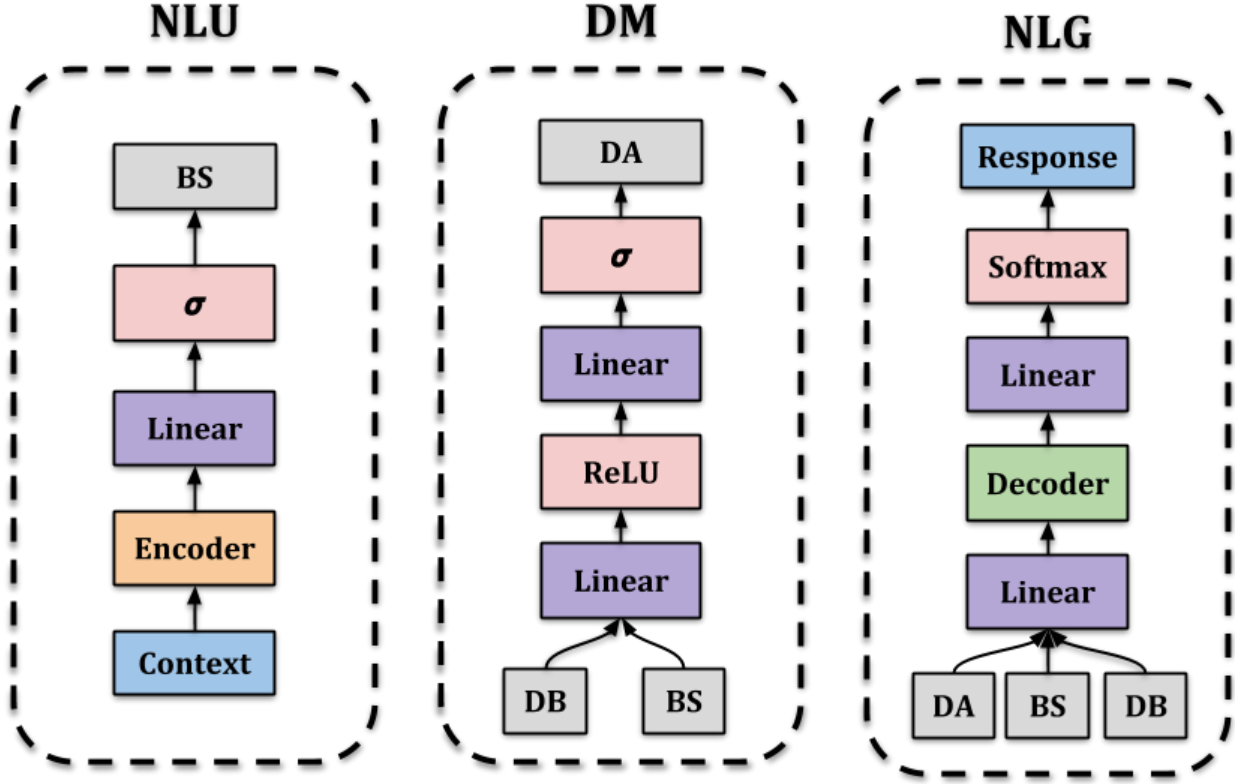 NLU
BS
σ
Linear
Encoder
Context
DM
DA
σ
Linear
ReLU
Linear
DB BS
NLG
Response
Softmax
Linear
Decoder
Linear
DA BS DB